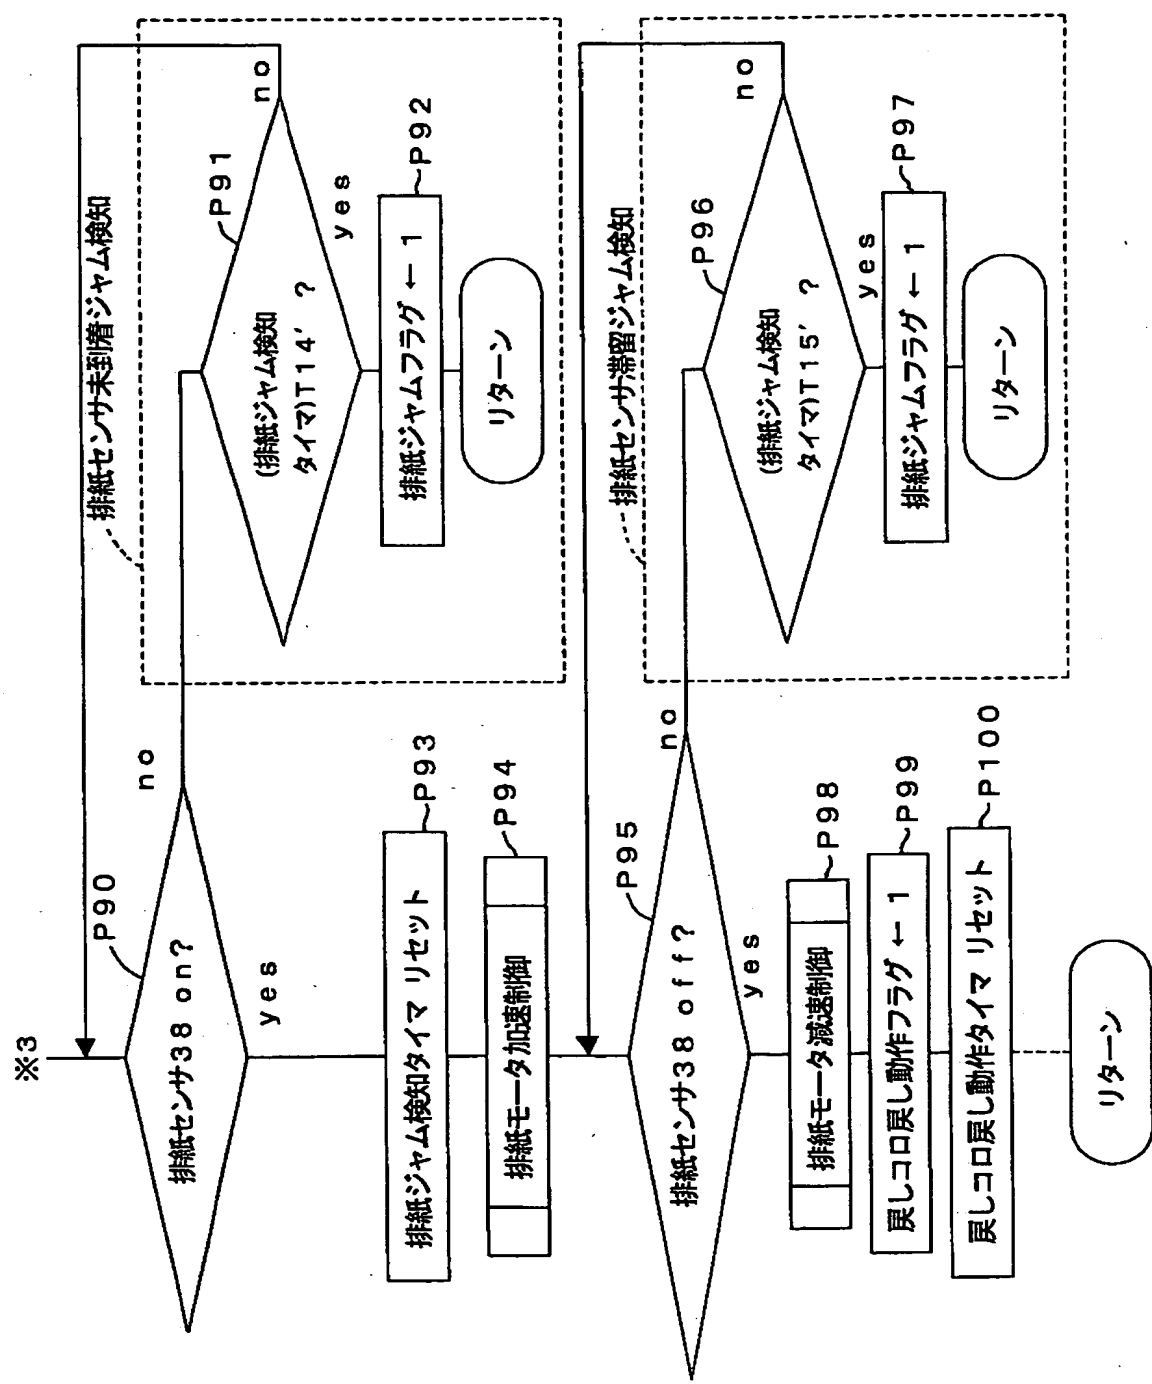 ※3
P90
排紙センサ38 on?
no
yes
排紙センサ未到着ジャム検知
P91
(排紙ジャム検知
タイマ)T14' ?
no
yes
排紙ジャムフラグ ← 1
P92
リターン
排紙ジャム検知タイマ リセット
P93
排紙モータ加速制御
P94
P95
排紙センサ38 off?
no
yes
排紙センサ滞留ジャム検知
P96
(排紙ジャム検知
タイマ)T15' ?
no
yes
排紙ジャムフラグ ← 1
P97
リターン
排紙モータ減速制御
P98
戻しコロ戻し動作フラグ ← 1
P99
戻しコロ戻し動作タイマ リセット
P100
リターン